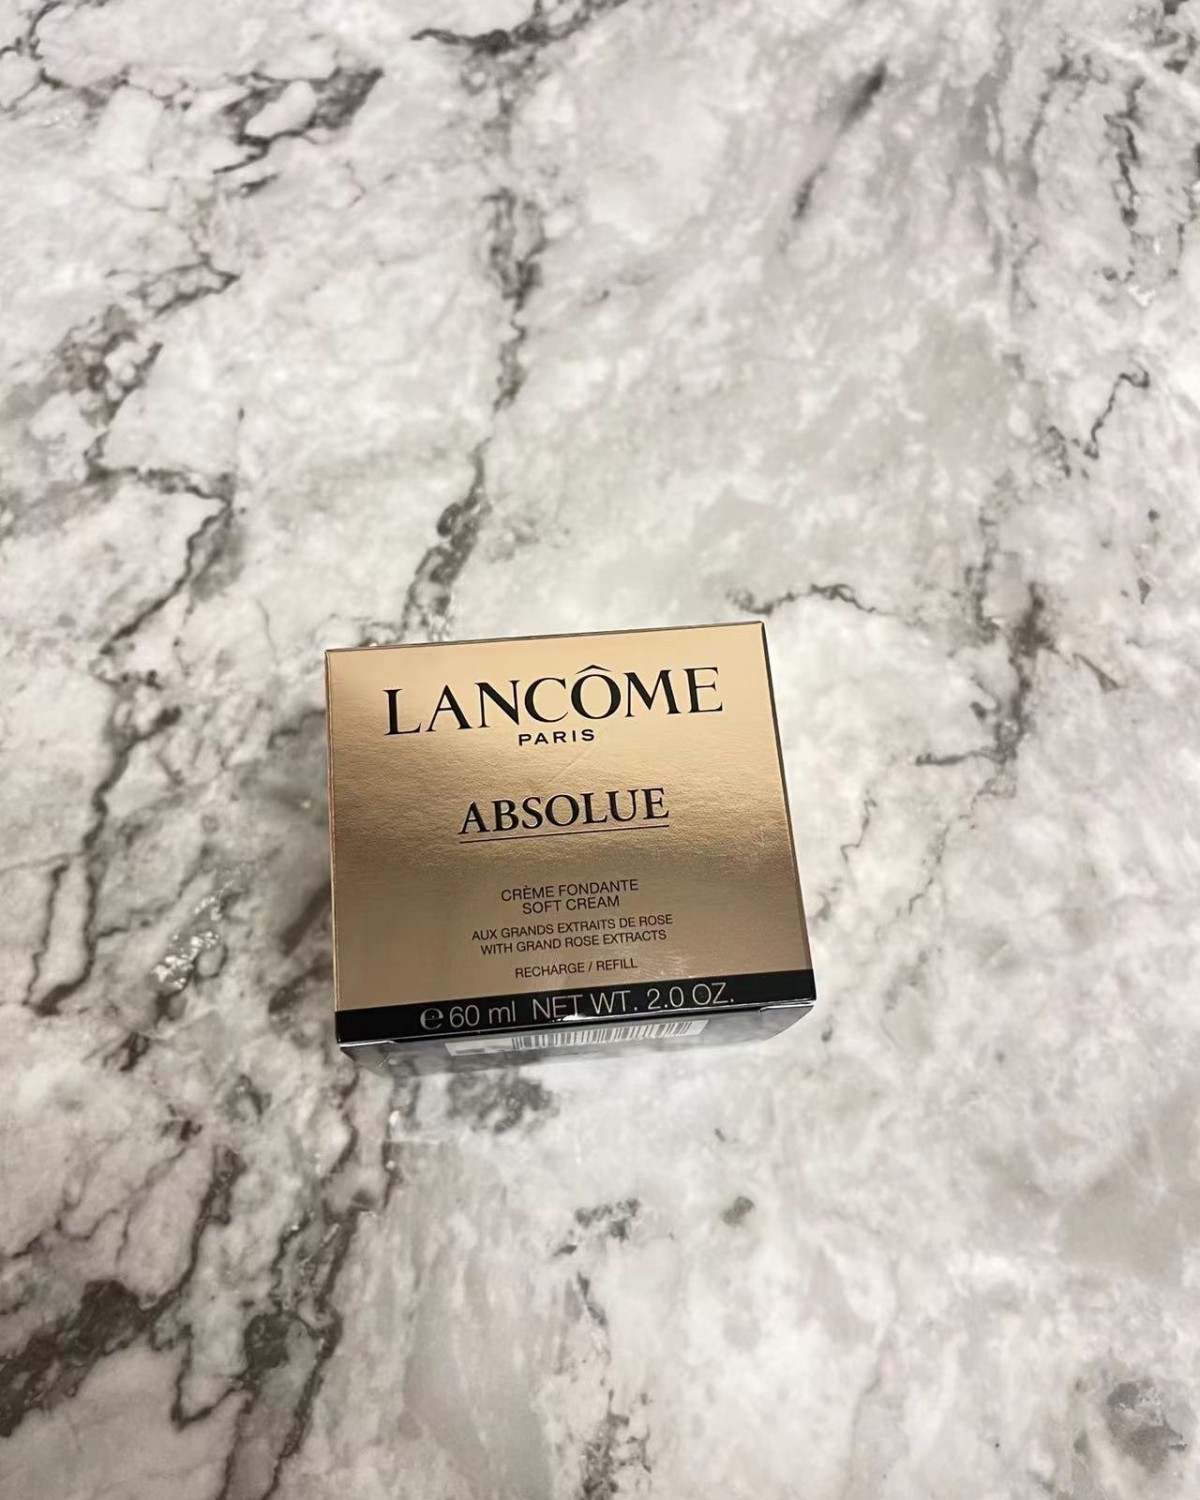 LANCÔME
PARIS
ABSOLUE
CRÈME FONDANTE
SOFT CREAM
AUX GRANDS EXTRAITS DE ROSE
WITH GRAND ROSE EXTRACTS
RECHARGE / REFILL
℮ 60 ml NET WT. 2.0 OZ.